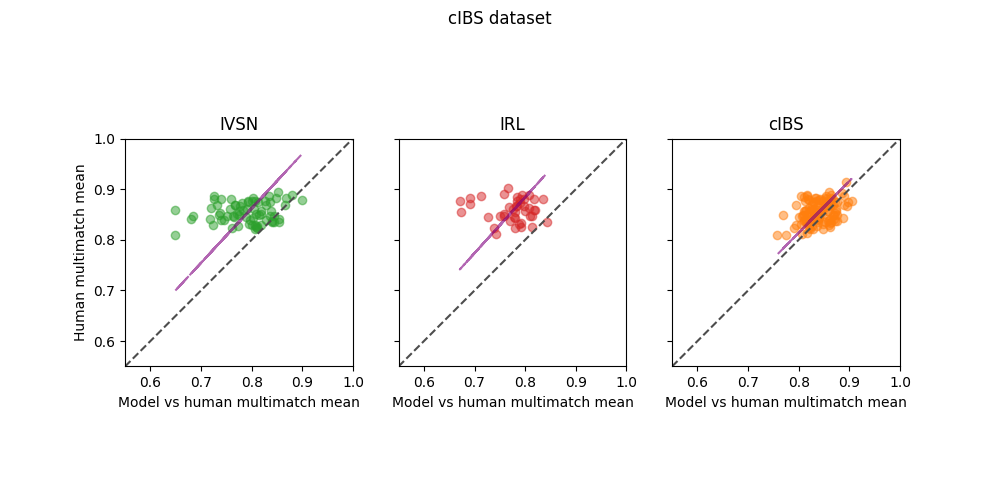 cIBS dataset
IVSN
IRL
cIBS
Human multimatch mean
1.0
0.9
0.8
0.7
0.6
0.6 0.7 0.8 0.9 1.0
0.6 0.7 0.8 0.9 1.0
0.6 0.7 0.8 0.9 1.0
Model vs human multimatch mean
Model vs human multimatch mean
Model vs human multimatch mean